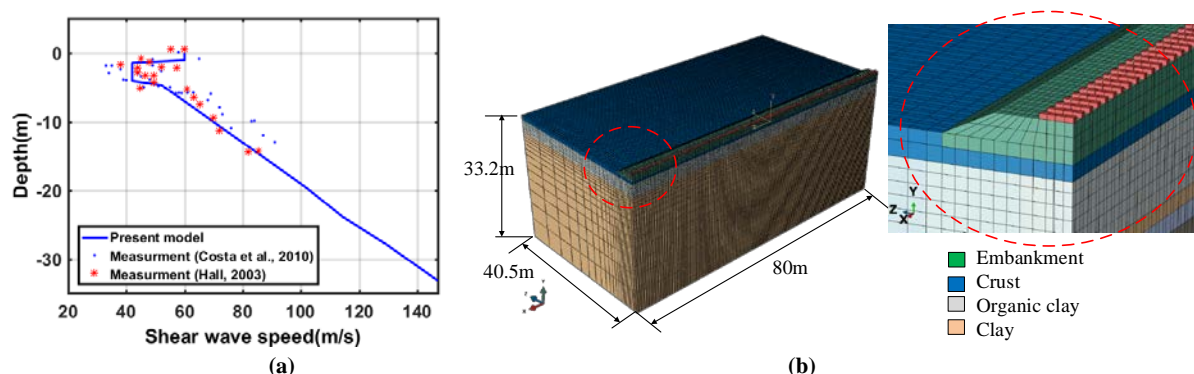 0
-10
-20
-30
Depth(m)
Present model
Measurment (Costa et al., 2010)
Measurment (Hall, 2003)
20 40 60 80 100 120 140
Shear wave speed(m/s)
(a)
33.2m
40.5m
80m
(b)
Y
Z
X
Embankment
Crust
Organic clay
Clay